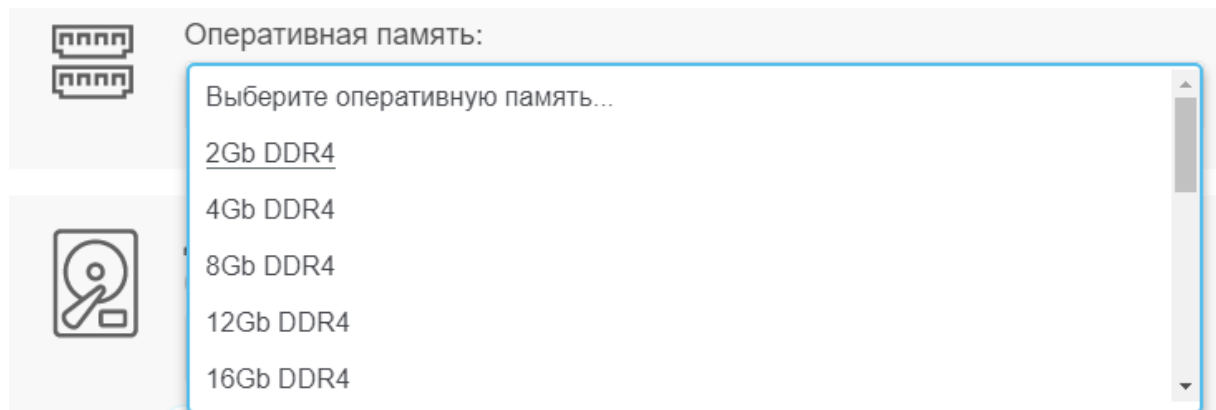 Оперативная память:
Выберите оперативную память...
2Gb DDR4
4Gb DDR4
8Gb DDR4
12Gb DDR4
16Gb DDR4